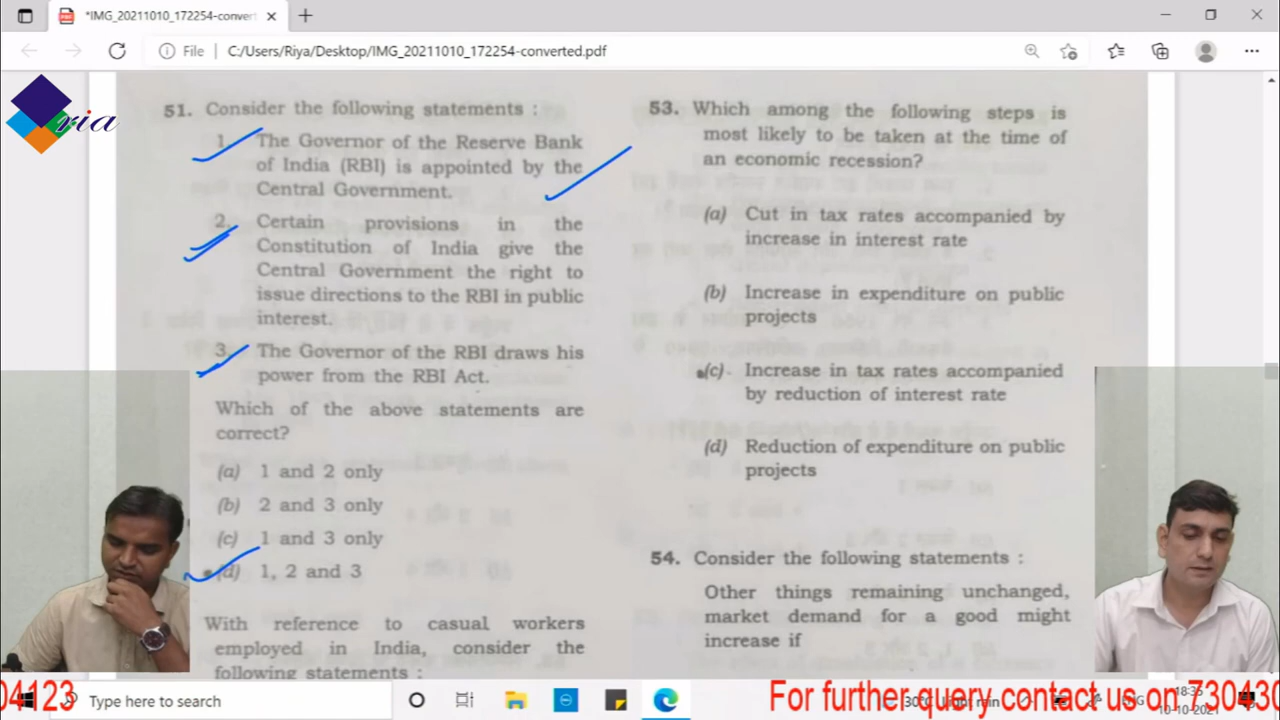 *IMG_20211010_172254-convert
File
C:/Users/Riya/Desktop/IMG_20211010_172254-converted.pdf
ria
51. Consider the following statements :
1. The Governor of the Reserve Bank
of India (RBI) is appointed by the
Central Government.
2. Certain provisions in the
Constitution of India give the
Central Government the right to
issue directions to the RBI in public
interest.
3. The Governor of the RBI draws his
power from the RBI Act.
Which of the above statements are
correct?
(a) 1 and 2 only
(b) 2 and 3 only
(c) 1 and 3 only
(d) 1, 2 and 3
With reference to casual workers
employed in India, consider the
following statements :
53. Which among the following steps is
most likely to be taken at the time of
an economic recession?
(a) Cut in tax rates accompanied by
increase in interest rate
(b) Increase in expenditure on public
projects
(c) Increase in tax rates accompanied
by reduction of interest rate
(d) Reduction of expenditure on public
projects
54. Consider the following statements :
Other things remaining unchanged,
market demand for a good might
increase if
04123
For further query contact us on 730430
Type here to search
30°C
18:35
10-10-2021